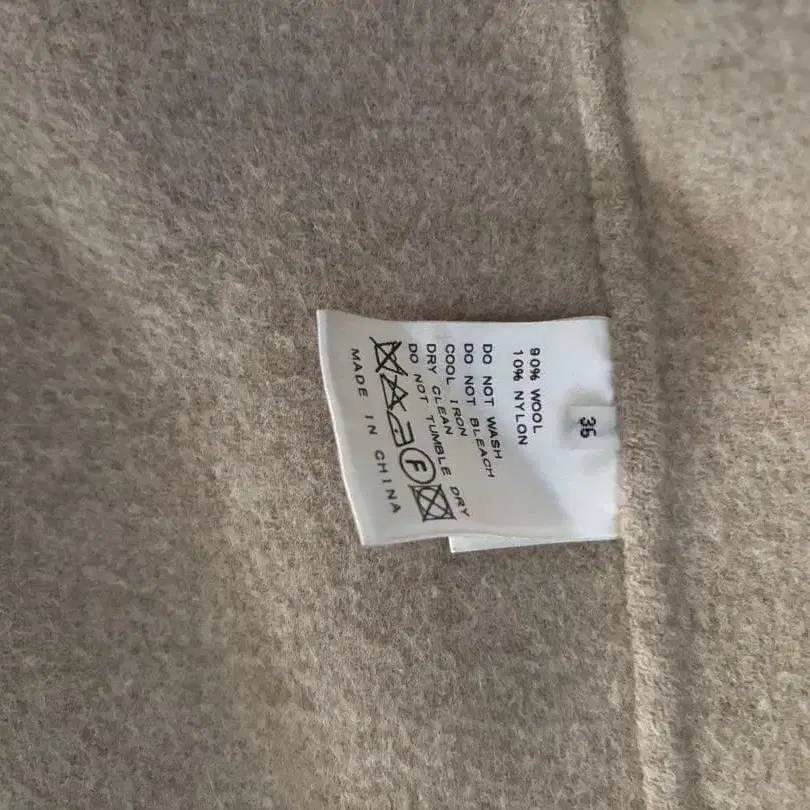 36
90% WOOL
10% NYLON
DO NOT WASH
DO NOT BLEACH
COOL IRON
DRY CLEAN
DO NOT TUMBLE DRY
F
MADE IN CHINA